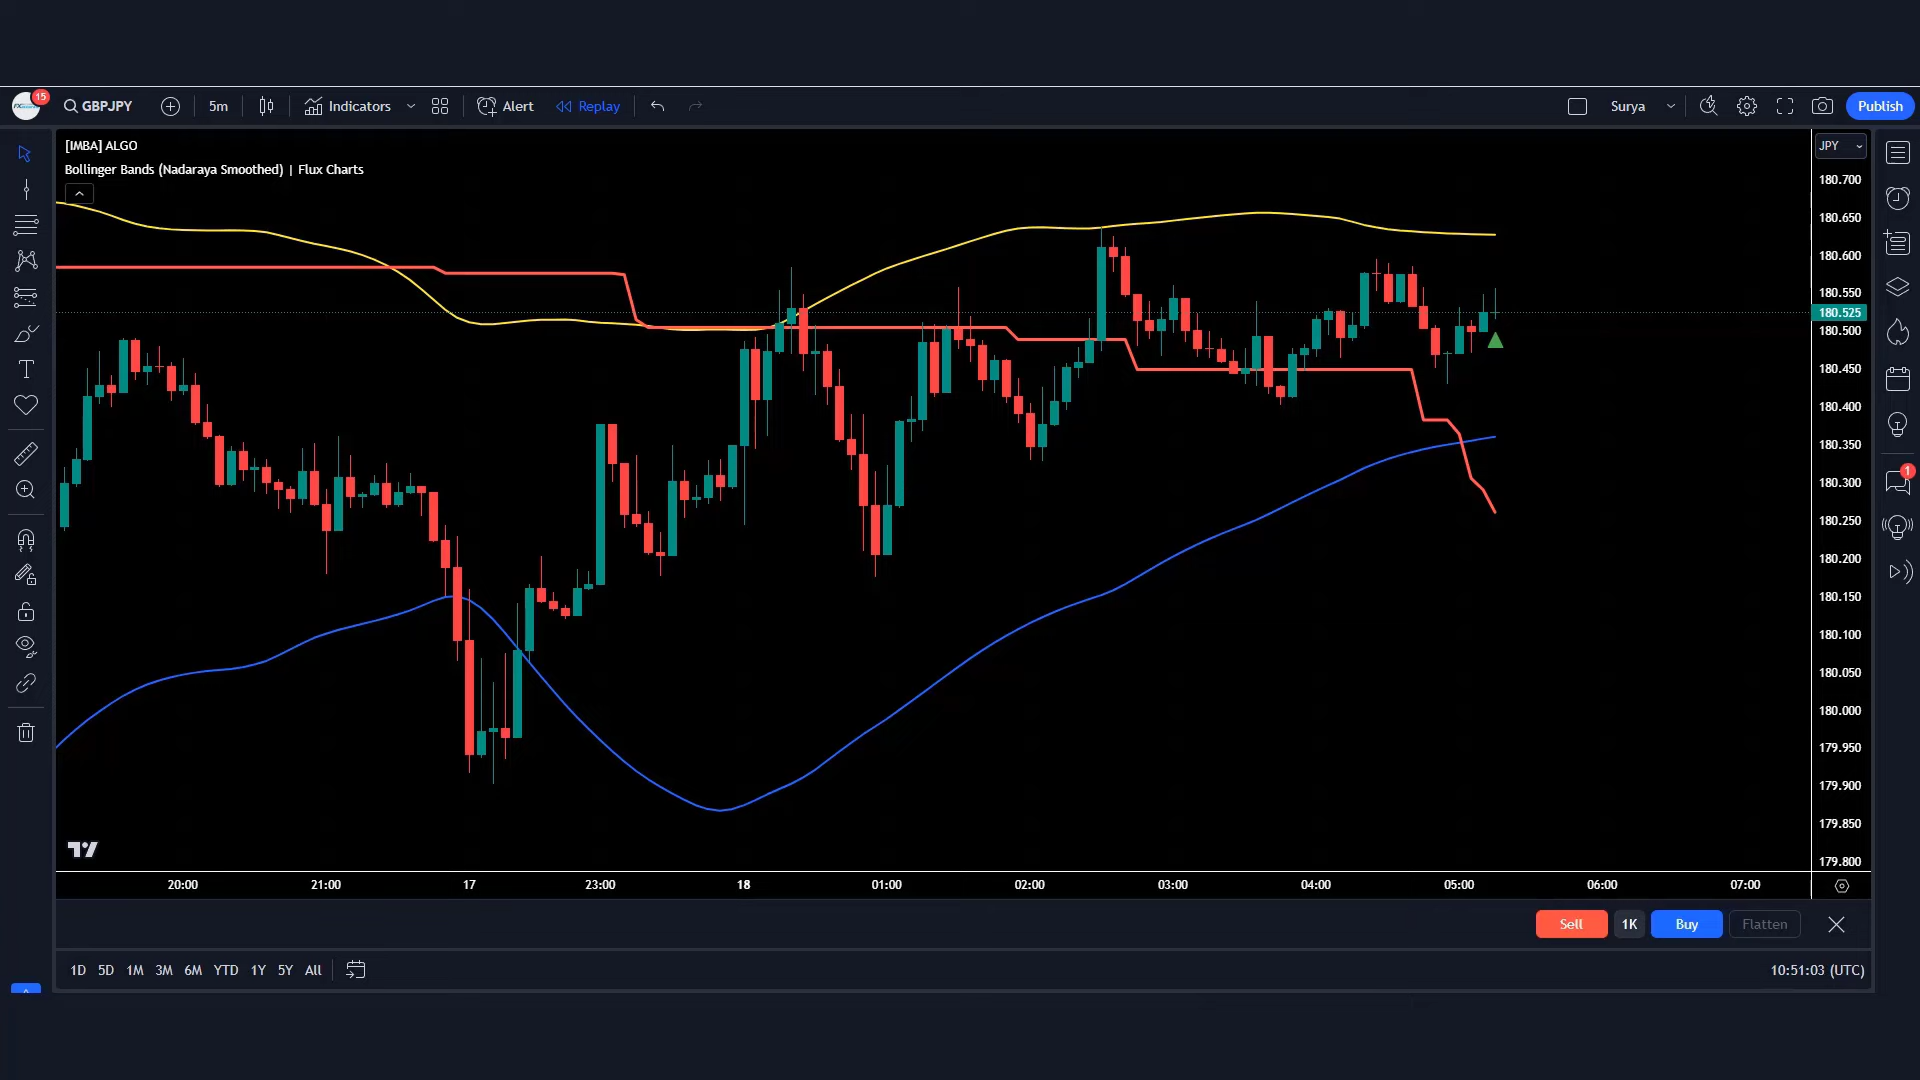 15
GBPJPY
5m
Indicators
Alert
Replay
Surya
Publish
[IMBA] ALGO
Bollinger Bands (Nadaraya Smoothed) | Flux Charts
JPY
180.700
180.650
180.600
180.550
180.525
180.500
180.450
180.400
180.350
180.300
180.250
180.200
180.150
180.100
180.050
180.000
179.950
179.900
179.850
179.800
1
20:00 21:00 17 23:00 18 01:00 02:00 03:00 04:00 05:00 06:00 07:00
Sell 1K Buy Flatten
1D 5D 1M 3M 6M YTD 1Y 5Y All
10:51:03 (UTC)